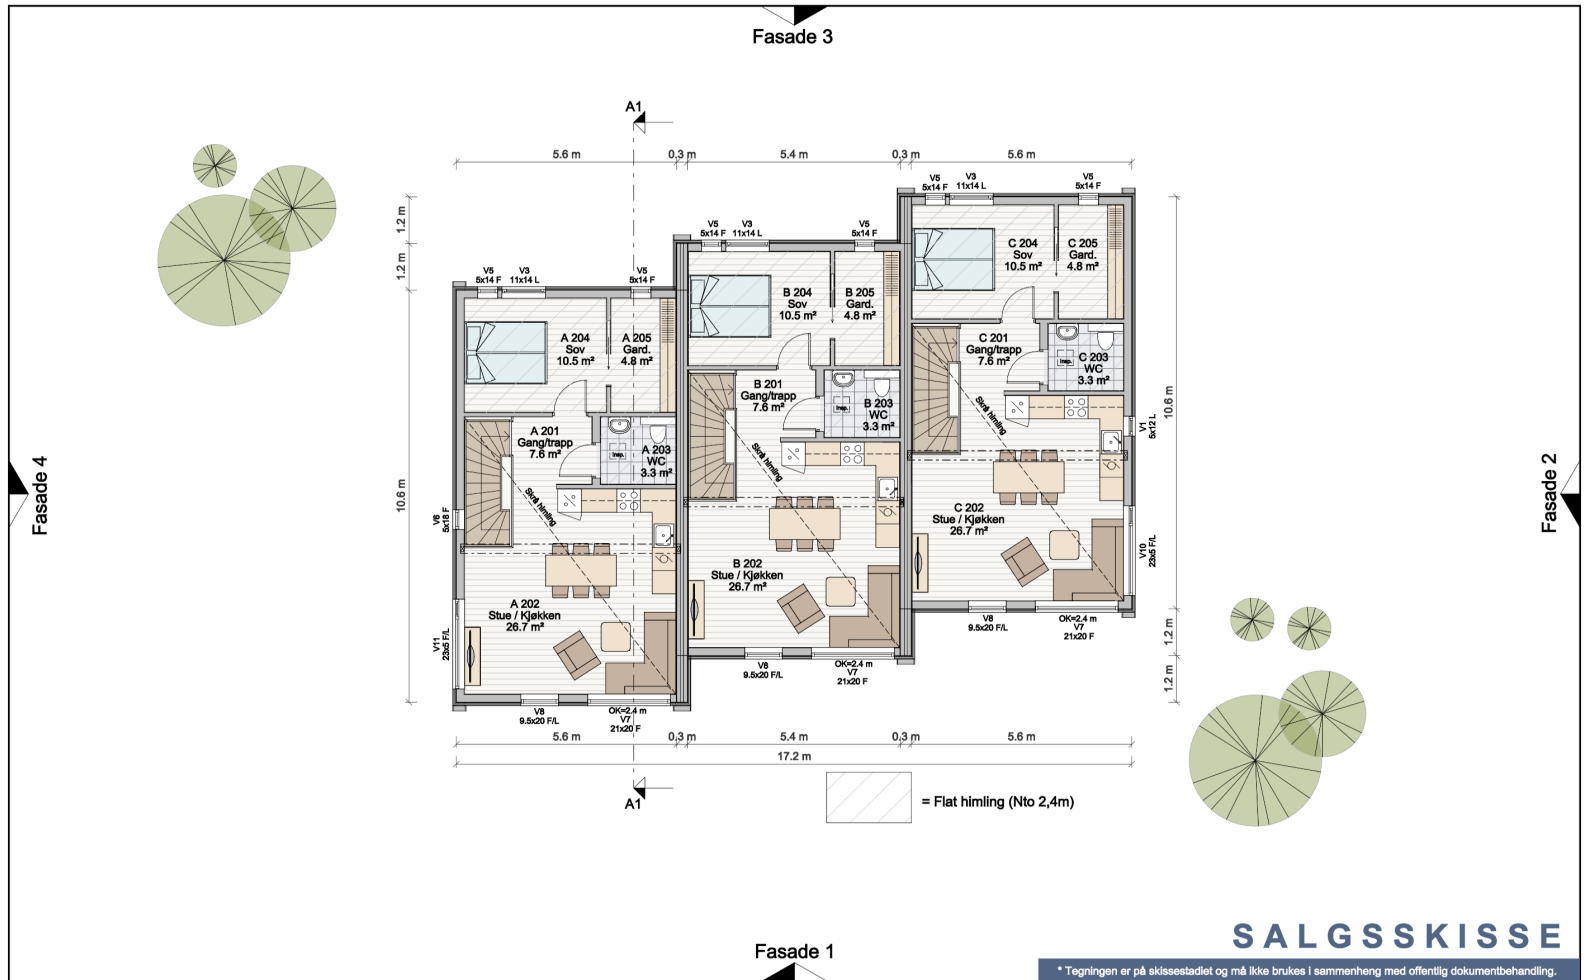 Fasade 3
A1
5.6 m 0.3 m 5.4 m 0.3 m 5.6 m
V5
5x14 F
V3
11x14 L
V5
5x14 F
C 204
Sov
10.5 m²
C 205
Gard.
4.8 m²
C 201
Gang/trapp
7.6 m²
Insp.
C 203
WC
3.3 m²
Skrå himling
C 202
Stue / Kjøkken
26.7 m²
V1
5x12 L
V10
23x5 F/L
V8
9.5x20 F/L
OK=2.4 m
V7
21x20 F
V5
5x14 F
V3
11x14 L
V5
5x14 F
B 204
Sov
10.5 m²
B 205
Gard.
4.8 m²
B 201
Gang/trapp
7.6 m²
Insp.
B 203
WC
3.3 m²
Skrå himling
B 202
Stue / Kjøkken
26.7 m²
V8
9.5x20 F/L
OK=2.4 m
V7
21x20 F
V5
5x14 F
V3
11x14 L
V5
5x14 F
A 204
Sov
10.5 m²
A 205
Gard.
4.8 m²
A 201
Gang/trapp
7.6 m²
Insp.
A 203
WC
3.3 m²
Skrå himling
A 202
Stue / Kjøkken
26.7 m²
V6
5x18 F
V11
23x5 F/L
V8
9.5x20 F/L
OK=2.4 m
V7
21x20 F
1.2 m
1.2 m
10.6 m
10.6 m
1.2 m
1.2 m
Fasade 4
Fasade 2
5.6 m 0.3 m 5.4 m 0.3 m 5.6 m
17.2 m
A1
= Flat himling (Nto 2,4m)
Fasade 1
SALGSSKISSE
* Tegningen er på skissestadiet og må ikke brukes i sammenheng med offentlig dokumentbehandling.